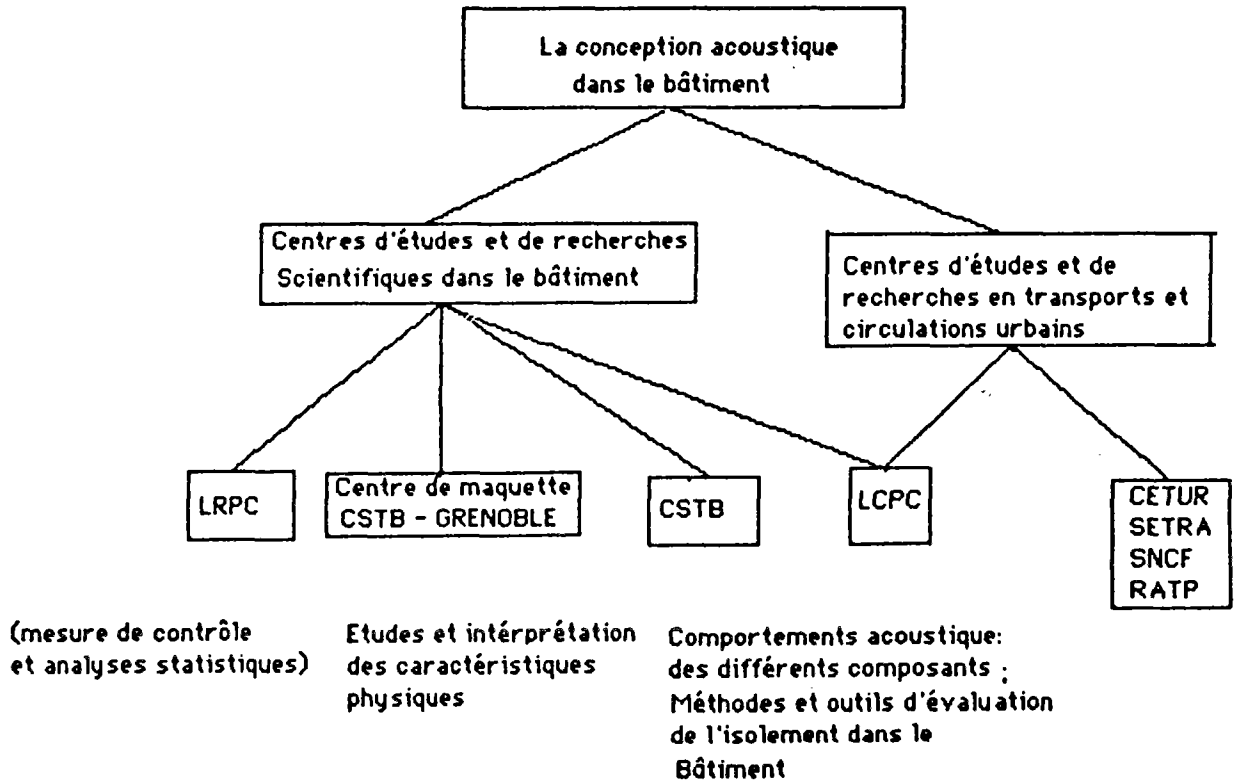 La conception acoustique
dans le bâtiment
Centres d'études et de recherches
Scientifiques dans le bâtiment
Centres d'études et de
recherches en transports et
circulations urbains
LRPC
Centre de maquette
CSTB - GRENOBLE
CSTB
LCPC
CETUR
SETRA
SNCF
RATP
(mesure de contrôle
et analyses statistiques)
Etudes et intérprétation
des caractéristiques
physiques
Comportements acoustique:
des différents composants ;
Méthodes et outils d'évaluation
de l'isolement dans le
Bâtiment